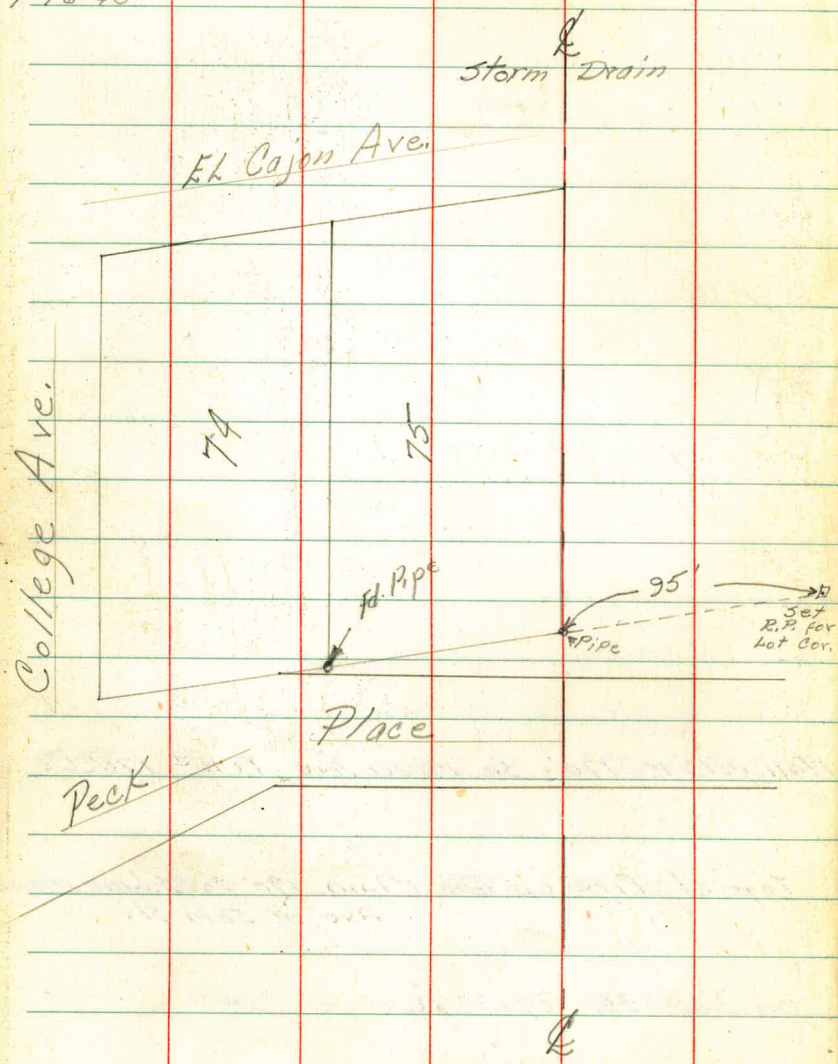 ℄
Storm Drain
EL Cajon Ave.
College Ave.
74
75
Fd. Pipe
95'
Set
R.P. for
Lot Cor.
Pipe
Place
Peck
℄